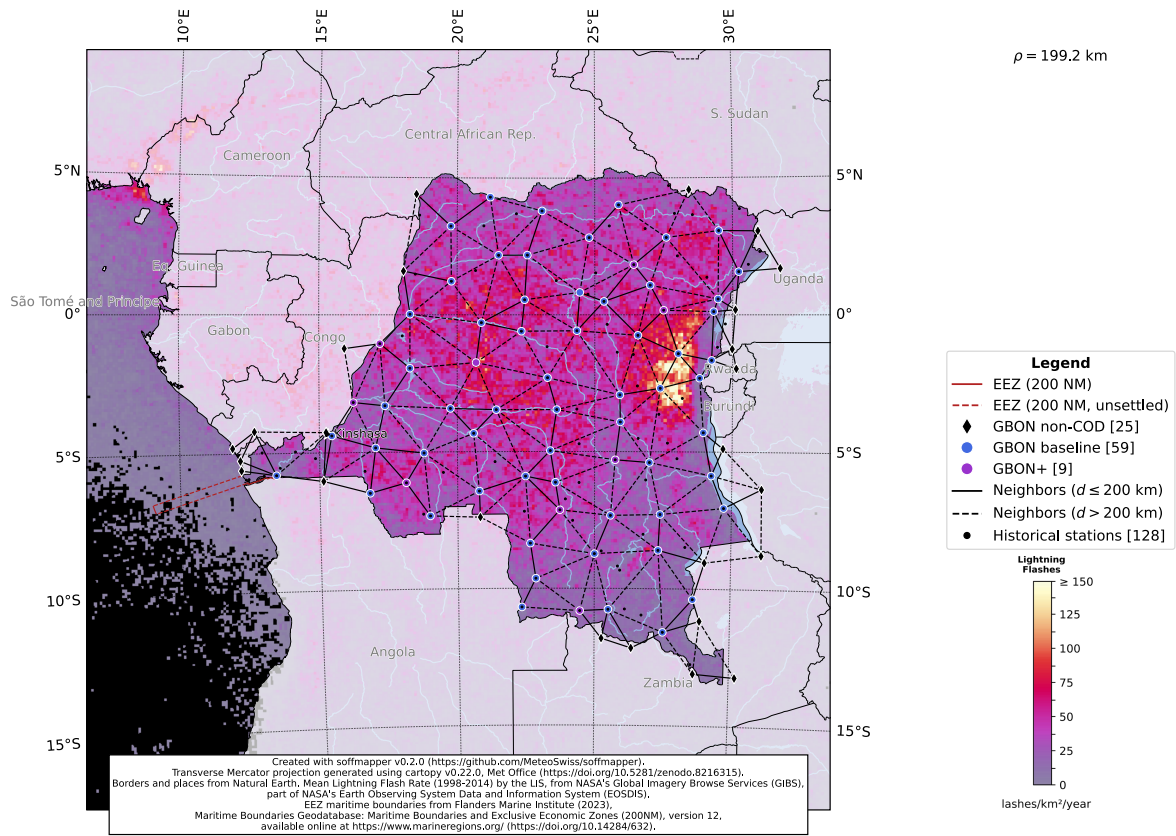 10°E
15°E
20°E
25°E
30°E
ρ = 199.2 km
S. Sudan
Central African Rep.
Cameroon
5°N
5°N
Eq. Guinea
Uganda
São Tomé and Principe
0°
0°
Gabon
Congo
Rwanda
Burundi
Kinshasa
5°S
5°S
10°S
10°S
Angola
Zambia
15°S
15°S
Legend
EEZ (200 NM)
EEZ (200 NM, unsettled)
GBON non-COD [25]
GBON baseline [59]
GBON+ [9]
Neighbors (d ≤ 200 km)
Neighbors (d > 200 km)
Historical stations [128]
Lightning
Flashes
≥ 150
125
100
75
50
25
0
lashes/km²/year
Created with soffmapper v0.2.0 (https://github.com/MeteoSwiss/soffmapper).
Transverse Mercator projection generated using cartopy v0.22.0, Met Office (https://doi.org/10.5281/zenodo.8216315).
Borders and places from Natural Earth. Mean Lightning Flash Rate (1998-2014) by the LIS, from NASA's Global Imagery Browse Services (GIBS),
part of NASA's Earth Observing System Data and Information System (EOSDIS).
EEZ maritime boundaries from Flanders Marine Institute (2023),
Maritime Boundaries Geodatabase: Maritime Boundaries and Exclusive Economic Zones (200NM), version 12,
available online at https://www.marineregions.org/ (https://doi.org/10.14284/632).